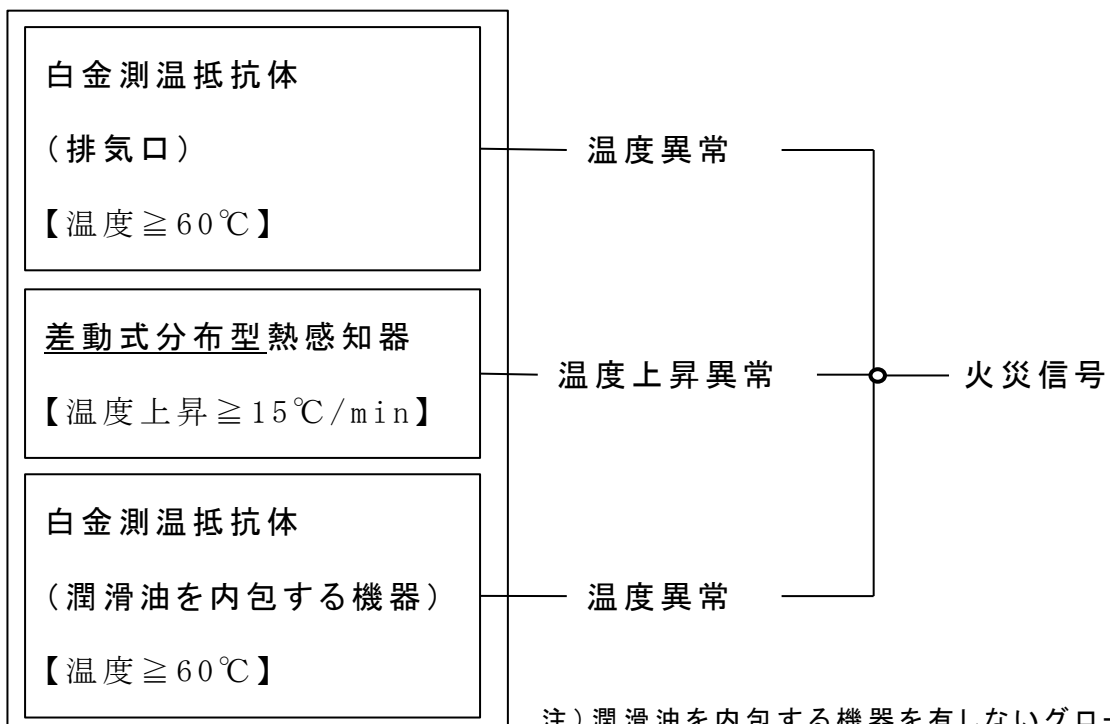 白金測温抵抗体
(排気口)
【温度≧60℃】
温度異常
差動式分布型熱感知器
【温度上昇≧15℃/min】
温度上昇異常
火災信号
白金測温抵抗体
(潤滑油を内包する機器)
【温度≧60℃】
温度異常
注)潤滑油を内包する機器を有しないグロー